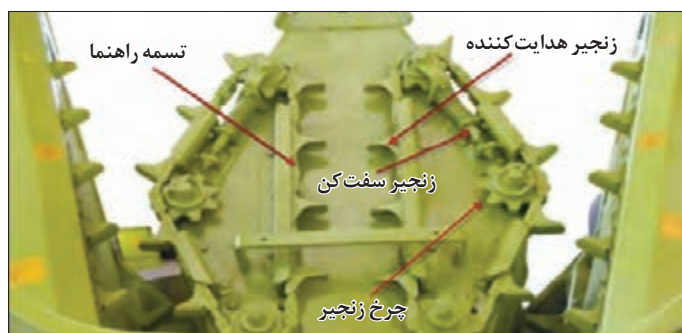 زنجیر هدایت کننده
تسمه راهنما
زنجیر سفت کن
چرخ زنجیر